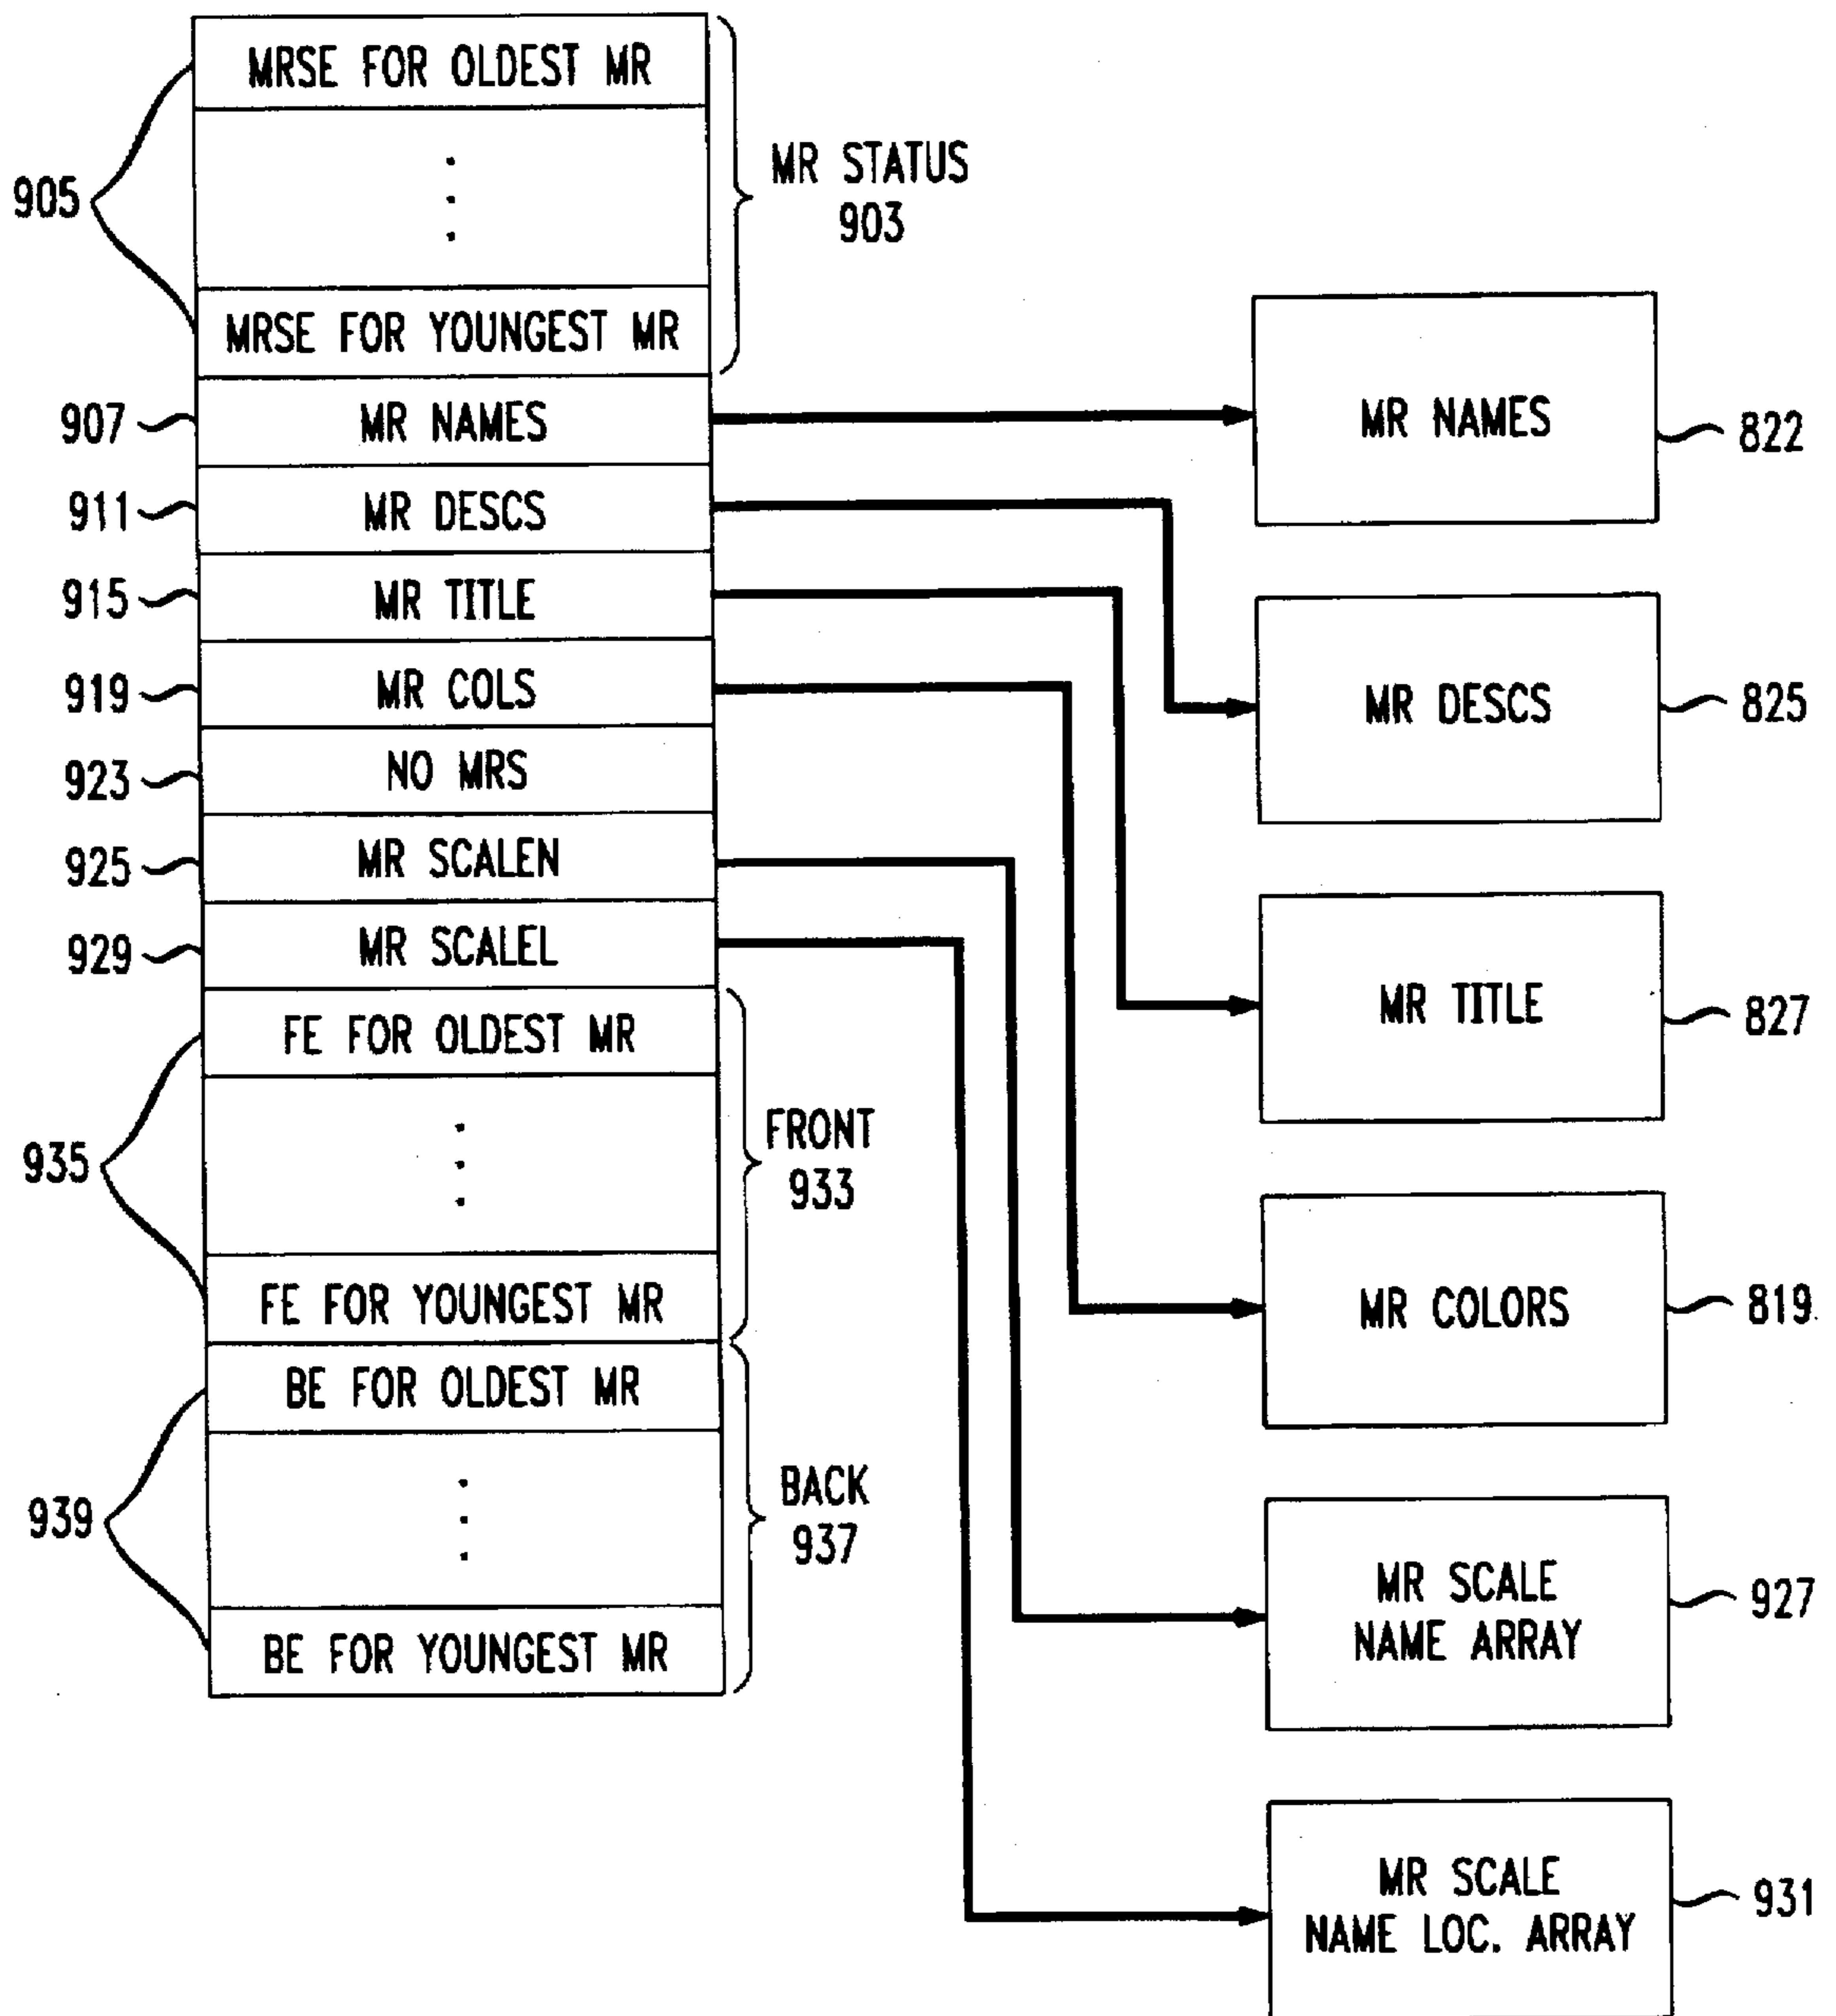 MRSE FOR OLDEST MR
905
MR STATUS
903
MRSE FOR YOUNGEST MR
907
MR NAMES
911
MR DESCS
915
MR TITLE
919
MR COLS
923
NO MRS
925
MR SCALEN
929
MR SCALEL
FE FOR OLDEST MR
935
FRONT
933
FE FOR YOUNGEST MR
BE FOR OLDEST MR
939
BACK
937
BE FOR YOUNGEST MR
MR NAMES
822
MR DESCS
825
MR TITLE
827
MR COLORS
819
MR SCALE
NAME ARRAY
927
MR SCALE
NAME LOC. ARRAY
931